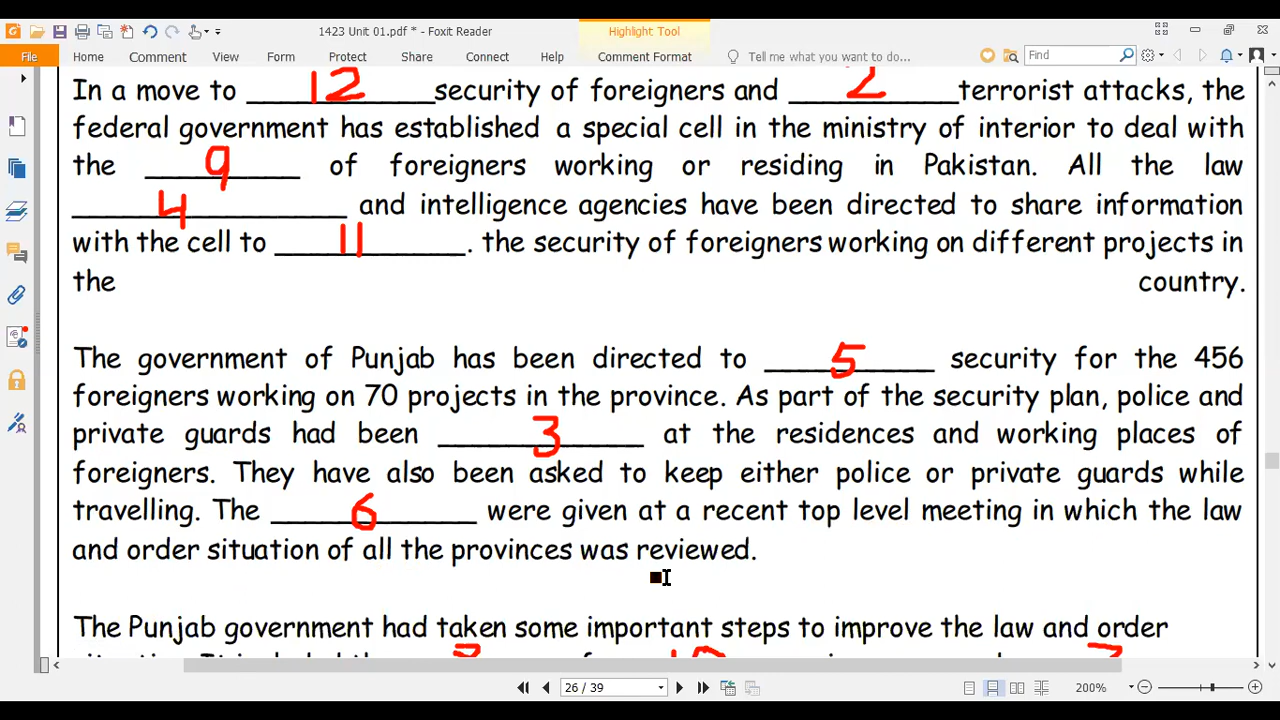 1423 Unit 01.pdf * - Foxit Reader
Highlight Tool
File Home Comment View Form Protect Share Connect Help Comment Format Tell me what you want to do... Find
In a move to 12 security of foreigners and 2 terrorist attacks, the
federal government has established a special cell in the ministry of interior to deal with
the 9 of foreigners working or residing in Pakistan. All the law
4 and intelligence agencies have been directed to share information
with the cell to 11. the security of foreigners working on different projects in
the country.
The government of Punjab has been directed to 5 security for the 456
foreigners working on 70 projects in the province. As part of the security plan, police and
private guards had been 3 at the residences and working places of
foreigners. They have also been asked to keep either police or private guards while
travelling. The 6 were given at a recent top level meeting in which the law
and order situation of all the provinces was reviewed.
The Punjab government had taken some important steps to improve the law and order
26 / 39 200%